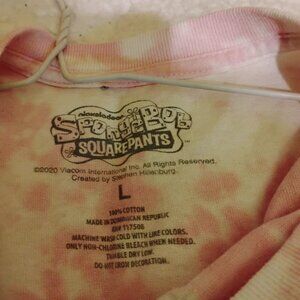 nickelodeon
SpongeBob
SQUAREPANTS
©2020 Viacom International Inc. All Rights Reserved.
Created by Stephen Hillenburg.
L
100% COTTON
MADE IN DOMINICAN REPUBLIC
RN# 117508
MACHINE WASH COLD WITH LIKE COLORS.
ONLY NON-CHLORINE BLEACH WHEN NEEDED.
TUMBLE DRY LOW.
DO NOT IRON DECORATION.